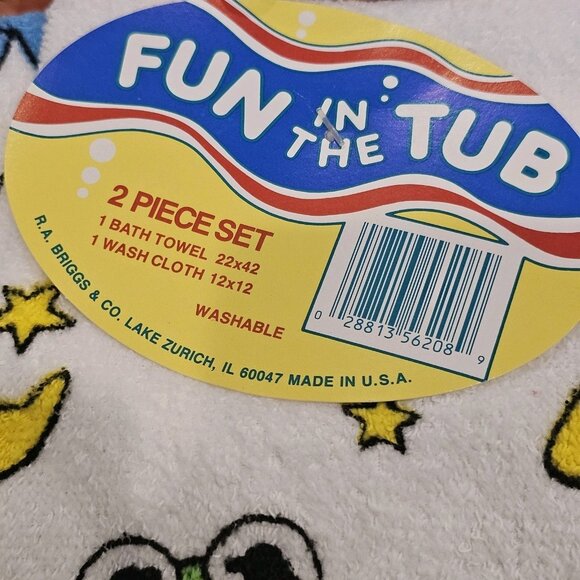 FUN IN THE TUB
2 PIECE SET
1 BATH TOWEL 22x42
1 WASH CLOTH 12x12
WASHABLE
0 28813 56208 9
R.A. BRIGGS & CO. LAKE ZURICH, IL 60047 MADE IN U.S.A.